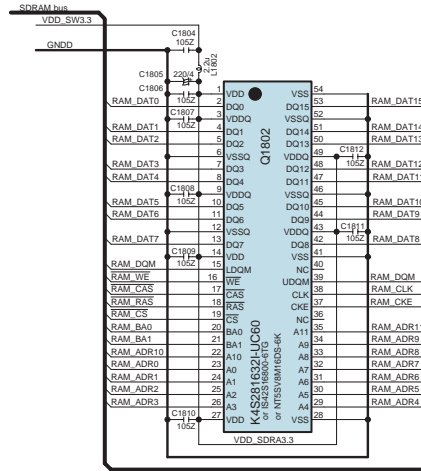 SDRAM bus
VDD_SW3.3
GNDD
C1804
105Z
2.2u
L1802
C1805
220/4
C1806
105Z
1 VDD VSS 54
RAM_DAT0 2 DQ0 DQ15 53 RAM_DAT15
C1807
105Z
3 VDDQ VSSQ 52
RAM_DAT1 4 DQ1 DQ14 51 RAM_DAT14
RAM_DAT2 5 DQ2 DQ13 50 RAM_DAT13
6 VSSQ VDDQ 49
C1812
105Z
RAM_DAT3 7 DQ3 DQ12 48 RAM_DAT12
RAM_DAT4 8 DQ4 DQ11 47 RAM_DAT11
C1808
105Z
9 VDDQ VSSQ 46
RAM_DAT5 10 DQ5 DQ10 45 RAM_DAT10
RAM_DAT6 11 DQ6 DQ9 44 RAM_DAT9
12 VSSQ VDDQ 43
C1811
105Z
RAM_DAT7 13 DQ7 DQ8 42 RAM_DAT8
C1809
105Z
14 VDD VSS 41
RAM_DQM 15 LDQM NC 40
RAM_WE 16 WE UDQM 39 RAM_DQM
RAM_CAS 17 CAS CLK 38 RAM_CLK
RAM_RAS 18 RAS CKE 37 RAM_CKE
RAM_CS 19 CS NC 36
RAM_BA0 20 BA0 A11 35 RAM_ADR11
RAM_BA1 21 BA1 A9 34 RAM_ADR9
RAM_ADR10 22 A10 A8 33 RAM_ADR8
RAM_ADR0 23 A0 A7 32 RAM_ADR7
RAM_ADR1 24 A1 A6 31 RAM_ADR6
RAM_ADR2 25 A2 A5 30 RAM_ADR5
RAM_ADR3 26 A3 A4 29 RAM_ADR4
C1810
105Z
27 VDD VSS 28
Q1802
K4S281632I-UC60
or IS42S16800-6TG
or NT5SV8M16DS-6K
VDD_SDRA3.3